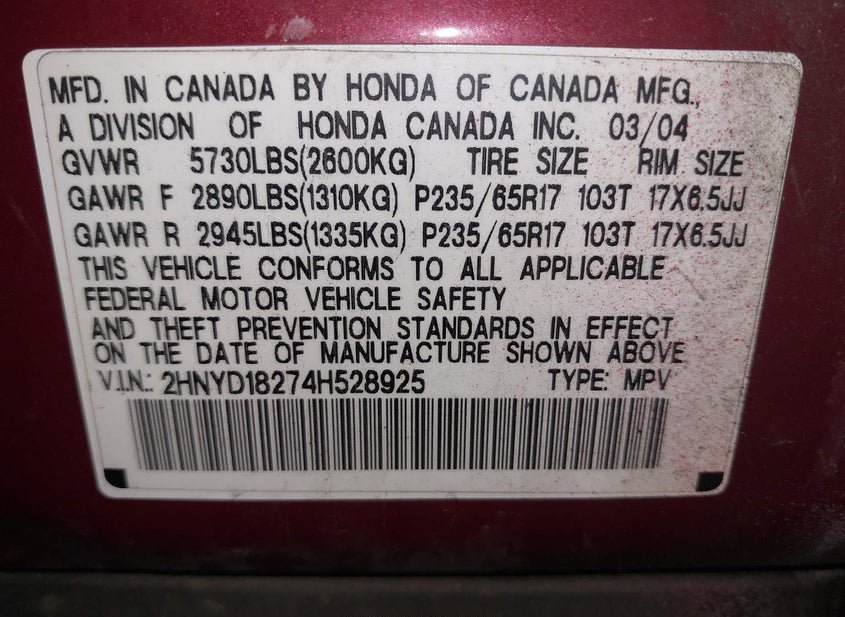 MFD. IN CANADA BY HONDA OF CANADA MFG.,
A DIVISION OF HONDA CANADA INC. 03/04
GVWR 5730LBS(2600KG) TIRE SIZE RIM SIZE
GAWR F 2890LBS(1310KG) P235/65R17 103T 17X6.5JJ
GAWR R 2945LBS(1335KG) P235/65R17 103T 17X6.5JJ
THIS VEHICLE CONFORMS TO ALL APPLICABLE
FEDERAL MOTOR VEHICLE SAFETY
AND THEFT PREVENTION STANDARDS IN EFFECT
ON THE DATE OF MANUFACTURE SHOWN ABOVE
V.I.N.: 2HNYD18274H528925 TYPE: MPV